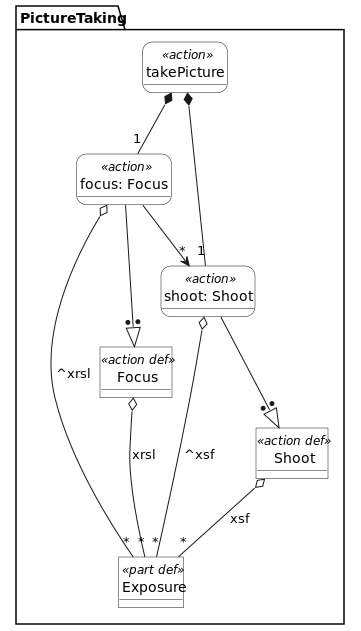 PictureTaking
«action»
takePicture
1
«action»
focus: Focus
* 1
«action»
shoot: Shoot
«action def»
Focus
^xrsl
xrsl
^xsf
«action def»
Shoot
xsf
* * * *
«part def»
Exposure